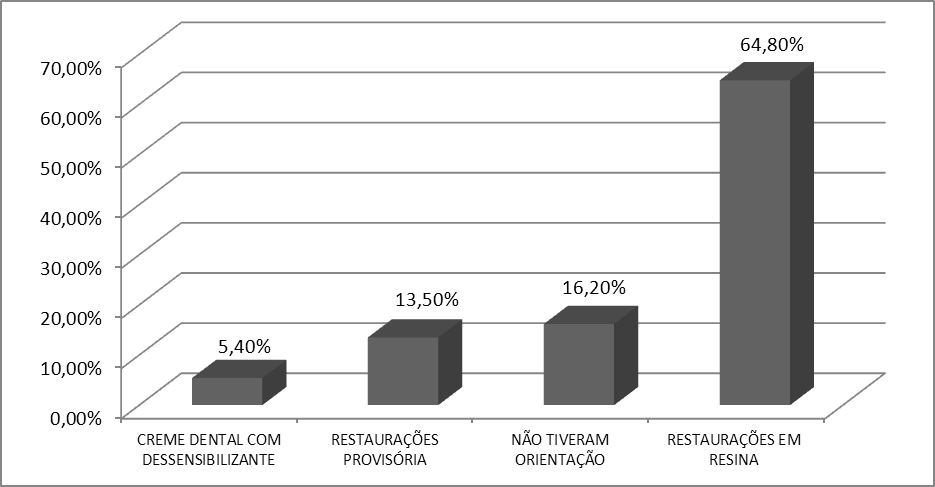 64,80%
70,00%
60,00%
50,00%
40,00%
30,00%
20,00%
10,00%
0,00%
5,40%
13,50%
16,20%
CREME DENTAL COM
DESSENSIBILIZANTE
RESTAURAÇÕES
PROVISÓRIA
NÃO TIVERAM
ORIENTAÇÃO
RESTAURAÇÕES EM
RESINA